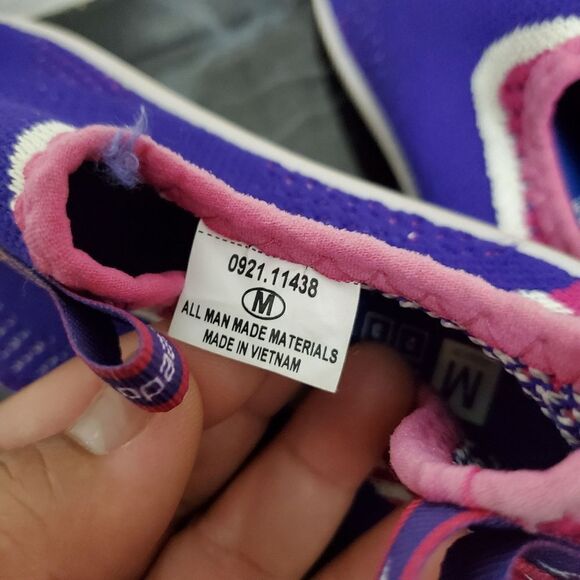 0921.11438
M
ALL MAN MADE MATERIALS
MADE IN VIETNAM
M